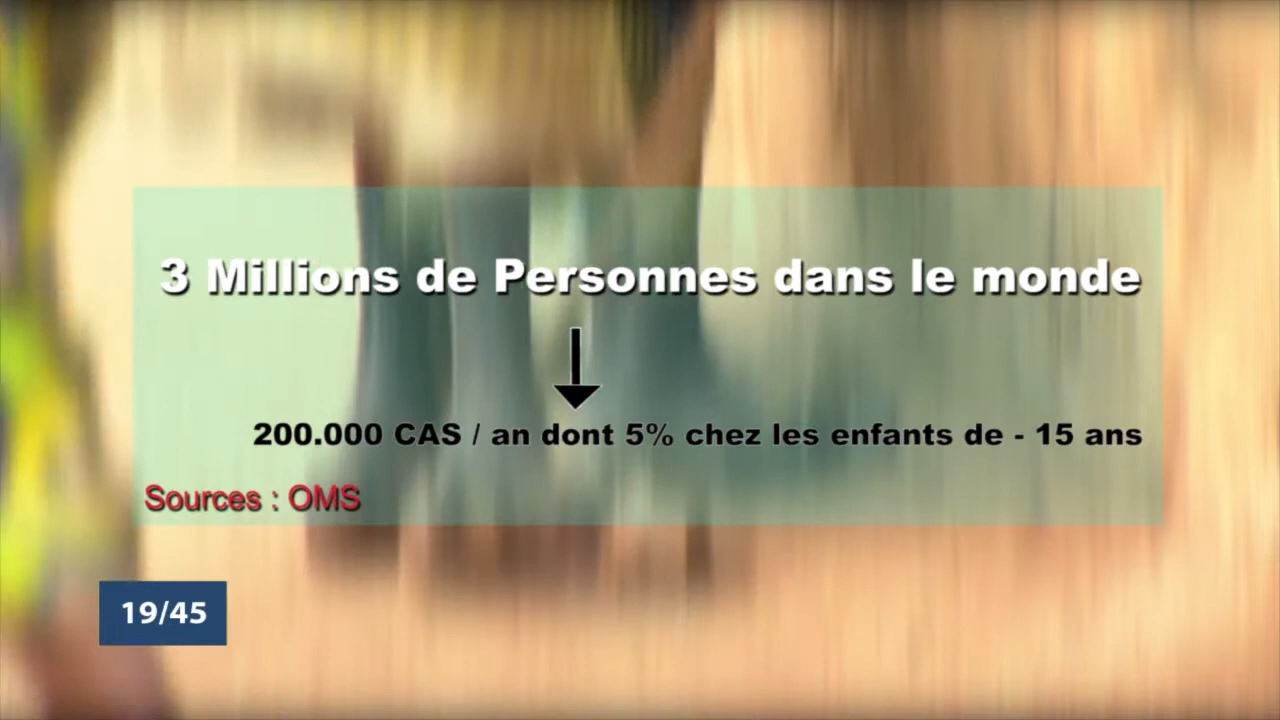 3 Millions de Personnes dans le monde
200.000 CAS / an dont 5% chez les enfants de - 15 ans
Sources : OMS
19/45